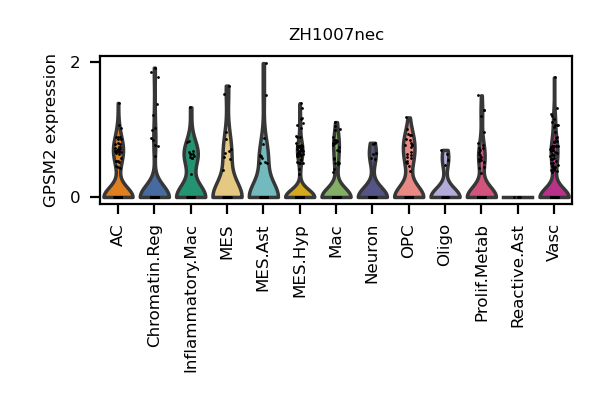 ZH1007nec
GPSM2 expression
2
0
AC
Chromatin.Reg
Inflammatory.Mac
MES
MES.Ast
MES.Hyp
Mac
Neuron
OPC
Oligo
Prolif.Metab
Reactive.Ast
Vasc